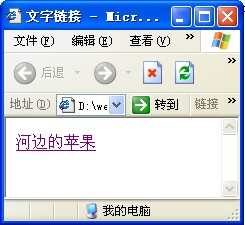 文字链接 - Micr...
文件(F) 编辑(E) 查看(V) »
后退 »
地址(D) D:\we 转到 链接 »
河边的苹果
我的电脑